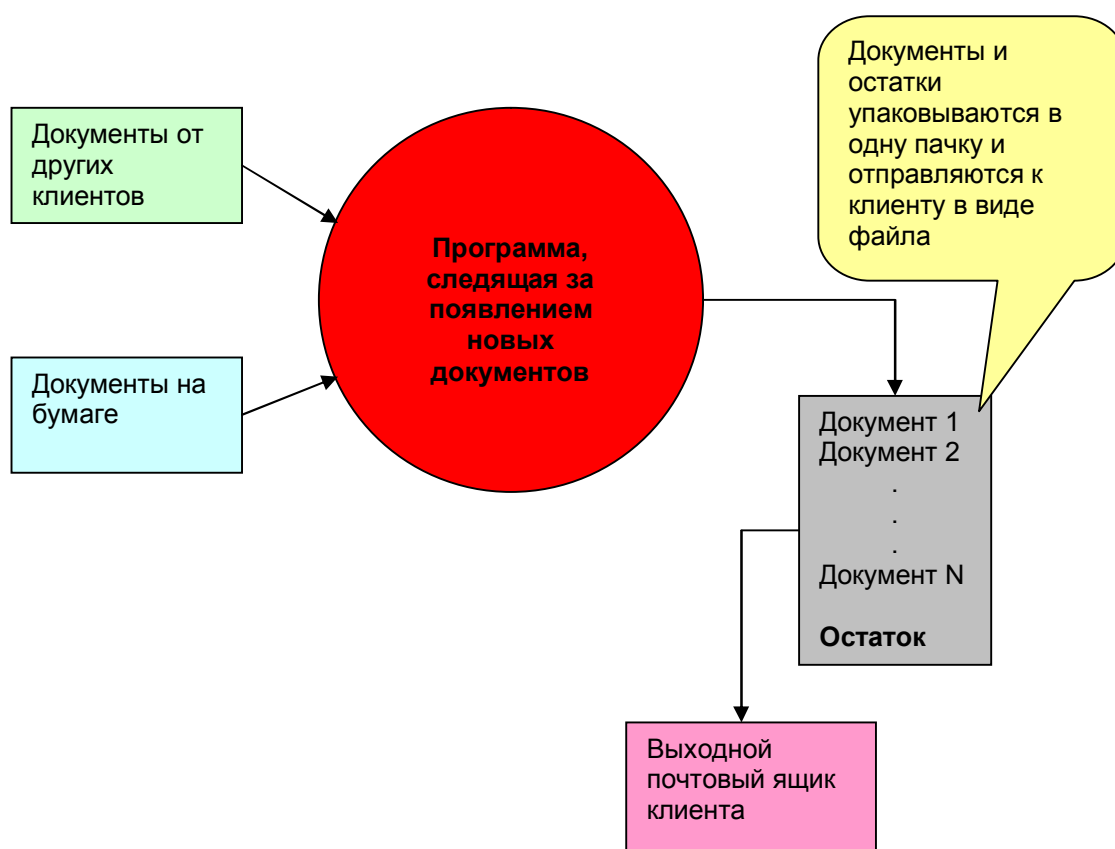 Документы от
других
клиентов
Документы на
бумаге
Программа,
следящая за
появлением
новых
документов
Документы и
остатки
упаковываются в
одну пачку и
отправляются к
клиенту в виде
файла
Документ 1
Документ 2
.
.
.
Документ N
Остаток
Выходной
почтовый ящик
клиента